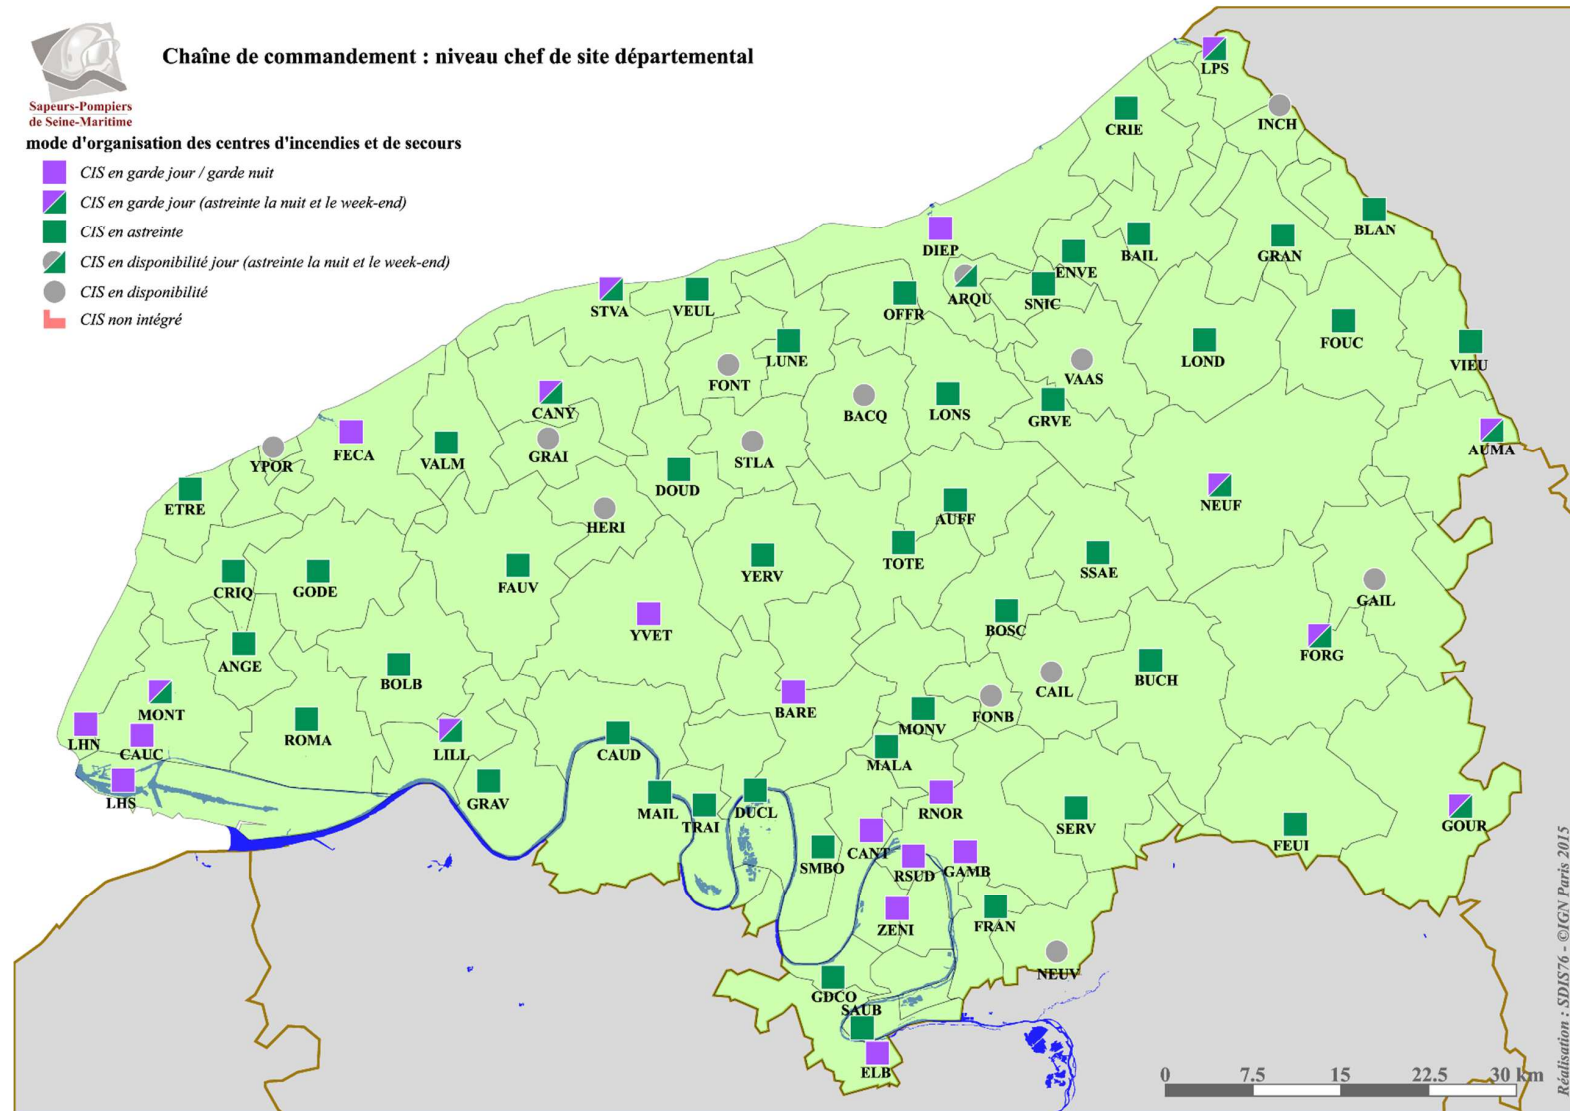 Chaîne de commandement : niveau chef de site départemental
Sapeurs-Pompiers
de Seine-Maritime
mode d'organisation des centres d'incendies et de secours
CIS en garde jour / garde nuit
CIS en garde jour (astreinte la nuit et le week-end)
CIS en astreinte
CIS en disponibilité jour (astreinte la nuit et le week-end)
CIS en disponibilité
CIS non intégré
LPS
INCH
CRIE
BLAN
DIEP
BAIL
GRAN
ENVE
ARQU
SNIC
STVA
VEUL
OFFR
FOUC
LUNE
LOND
VIEU
FONT
VAAS
CANY
BACQ
LONS
GRVE
AUMA
FECA
YPOR
VALM
GRAI
STLA
DOUD
ETRE
NEUF
HERI
AUFF
TOTE
CRIQ
GODE
FAUV
YERV
SSAE
GAIL
YVET
BOSC
FORG
ANGE
BOLB
BUCH
CAIL
MONT
BARE
FONB
LHN
CAUC
ROMA
LILL
CAUD
MONV
MALA
LHS
GRAV
MAIL
TRAI
DUCL
RNOR
SERV
GOUR
FEUI
SMBO
CANT
RSUD
GAMB
ZENI
FRAN
NEUV
GDCO
SAUB
ELB
0 7.5 15 22.5 30 km
Réalisation : SDIS76 - ©IGN Paris 2015